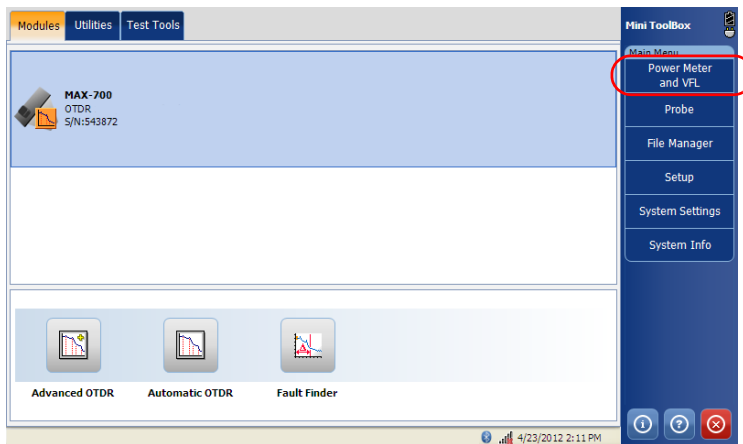 Modules
Utilities
Test Tools
MAX-700
OTDR
S/N:543872
Advanced OTDR
Automatic OTDR
Fault Finder
4/23/2012 2:11 PM
Mini ToolBox
Main Menu
Power Meter
and VFL
Probe
File Manager
Setup
System Settings
System Info